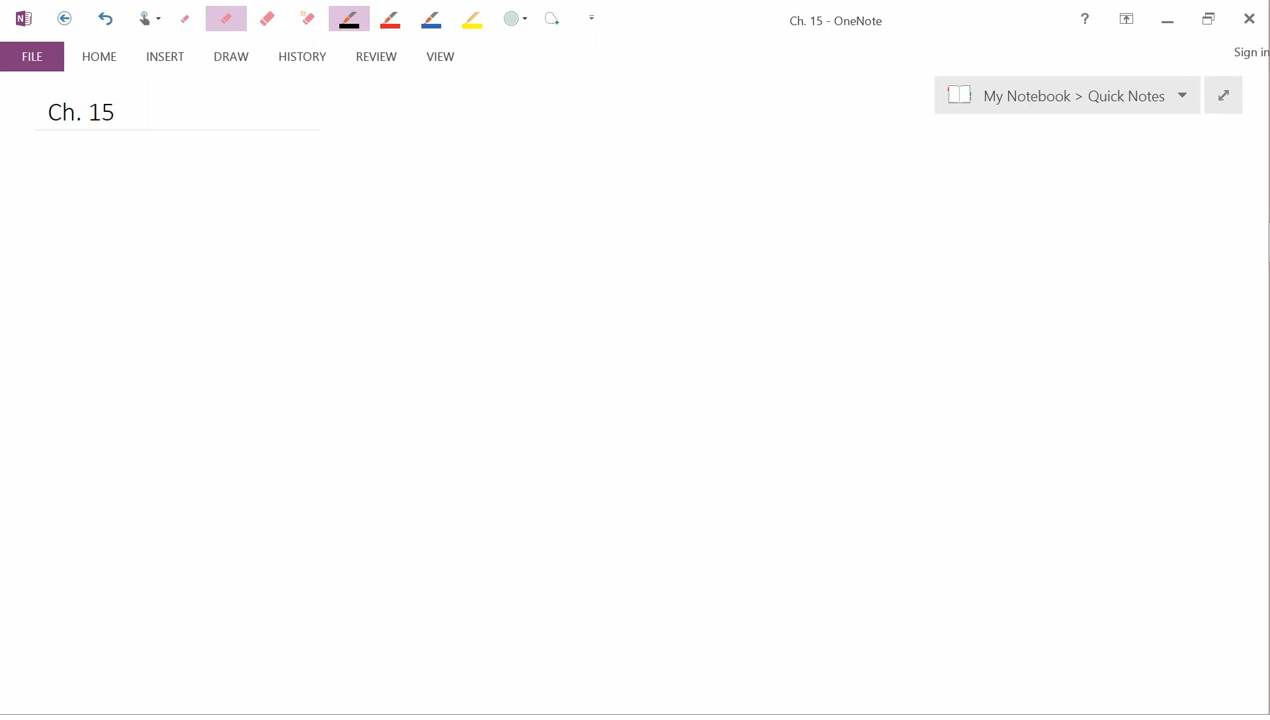 Ch. 15 - OneNote
?
Sign in
FILE HOME INSERT DRAW HISTORY REVIEW VIEW
My Notebook > Quick Notes
Ch. 15